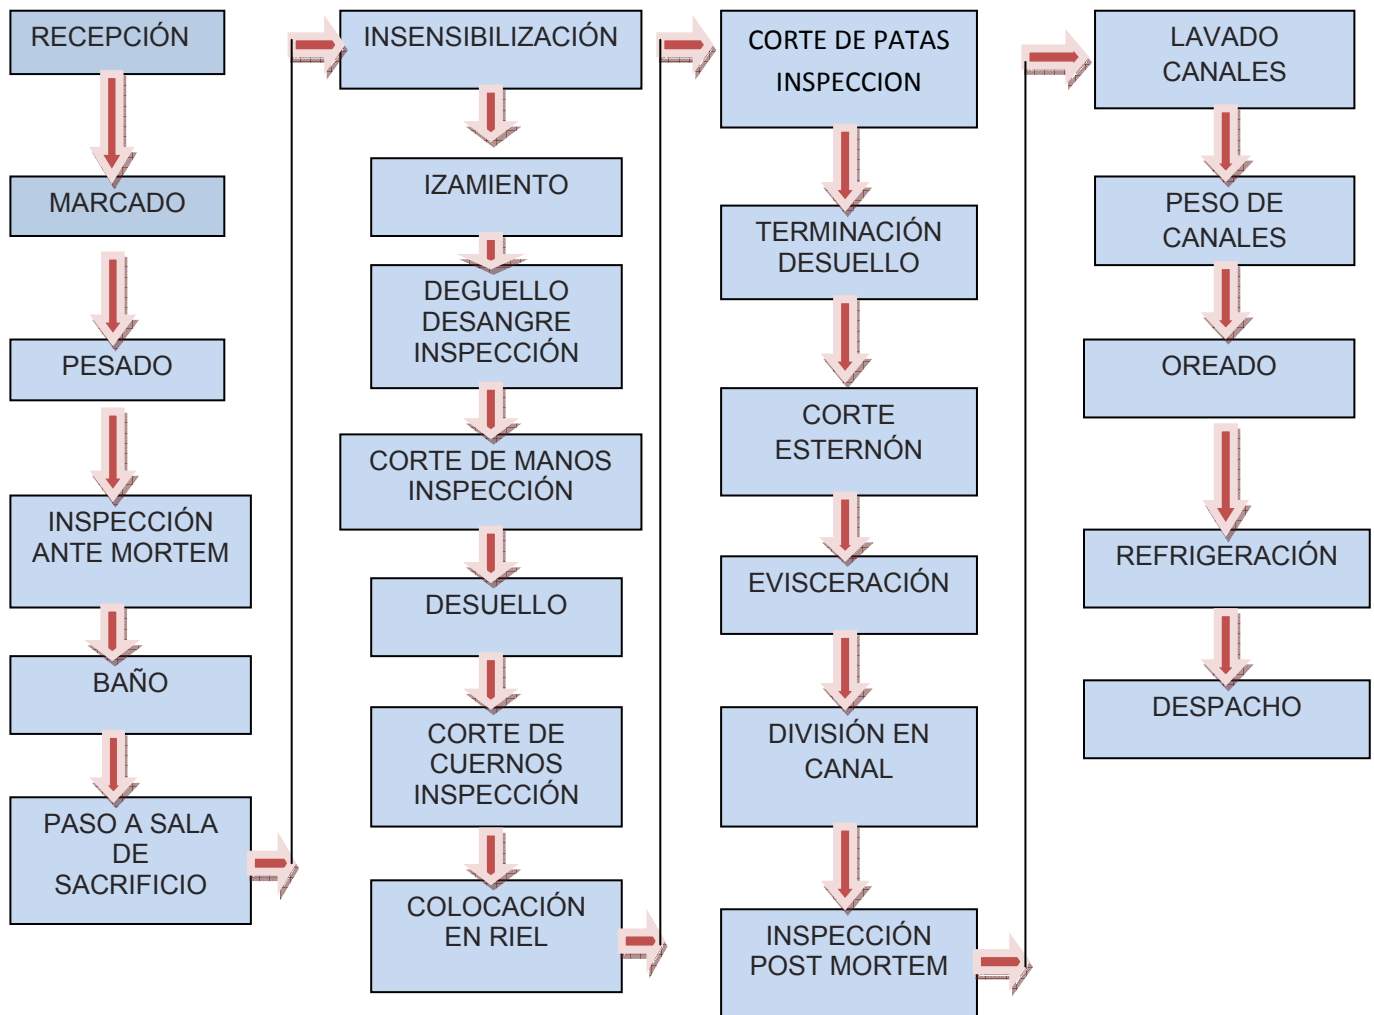 RECEPCIÓN
MARCADO
PESADO
INSPECCIÓN
ANTE MORTEM
BAÑO
PASO A SALA
DE
SACRIFICIO
INSENSIBILIZACIÓN
IZAMIENTO
DEGUELLO
DESANGRE
INSPECCIÓN
CORTE DE MANOS
INSPECCIÓN
DESUELLO
CORTE DE
CUERNOS
INSPECCIÓN
COLOCACIÓN
EN RIEL
CORTE DE PATAS
INSPECCION
TERMINACIÓN
DESUELLO
CORTE
ESTERNÓN
EVISCERACIÓN
DIVISIÓN EN
CANAL
INSPECCIÓN
POST MORTEM
LAVADO
CANALES
PESO DE
CANALES
OREADO
REFRIGERACIÓN
DESPACHO